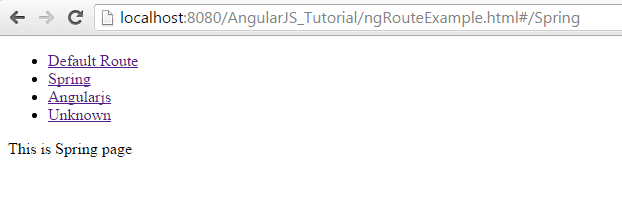 localhost:8080/AngularJS_Tutorial/ngRouteExample.html#/Spring
Default Route
Spring
Angularjs
Unknown
This is Spring page